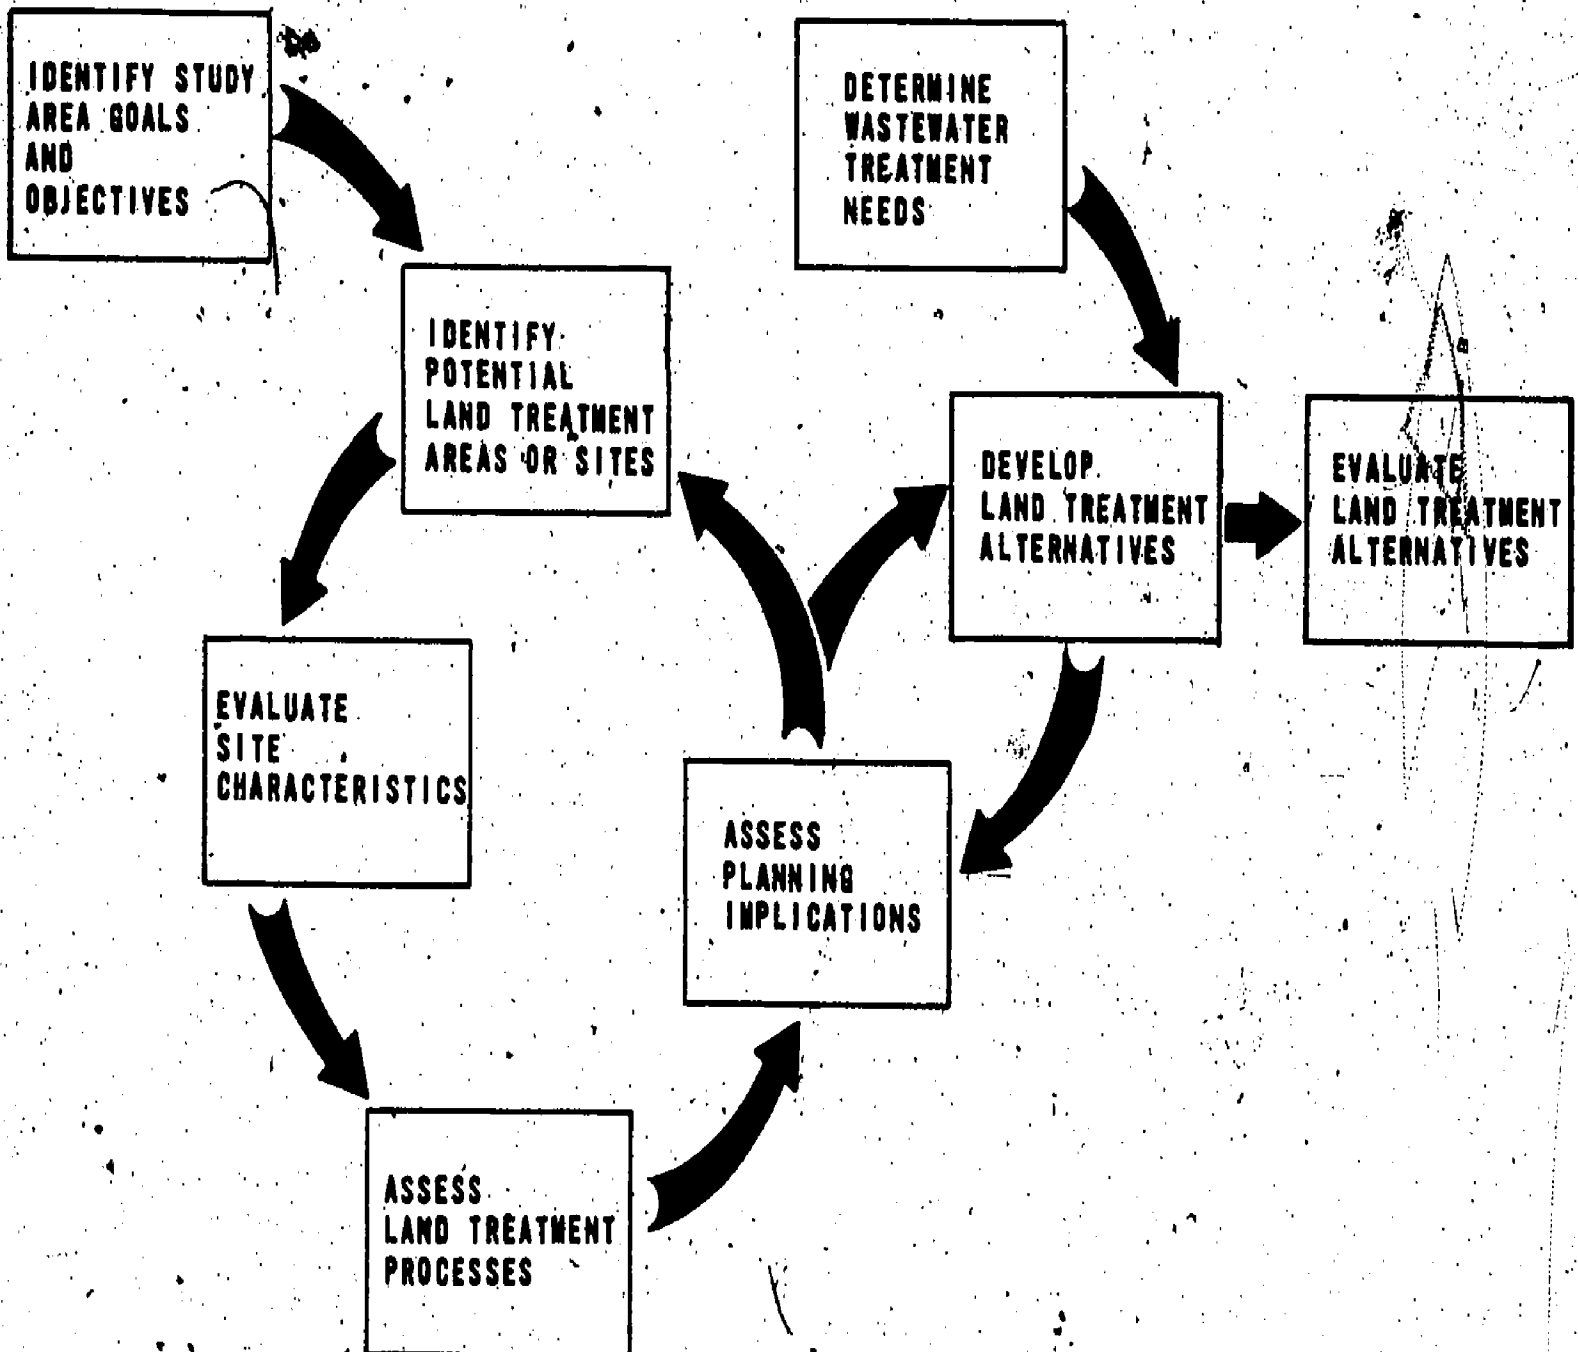 IDENTIFY STUDY
AREA GOALS
AND
OBJECTIVES
DETERMINE
WASTEWATER
TREATMENT
NEEDS
IDENTIFY
POTENTIAL
LAND TREATMENT
AREAS OR SITES
DEVELOP
LAND TREATMENT
ALTERNATIVES
EVALUATE
LAND TREATMENT
ALTERNATIVES
EVALUATE
SITE
CHARACTERISTICS
ASSESS
PLANNING
IMPLICATIONS
ASSESS
LAND TREATMENT
PROCESSES